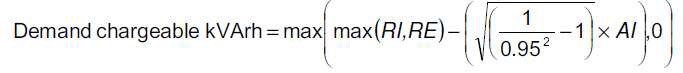 Demand chargeable kVArh = max(max(RI,RE) − (√(1/0.95² − 1) × AI),0)